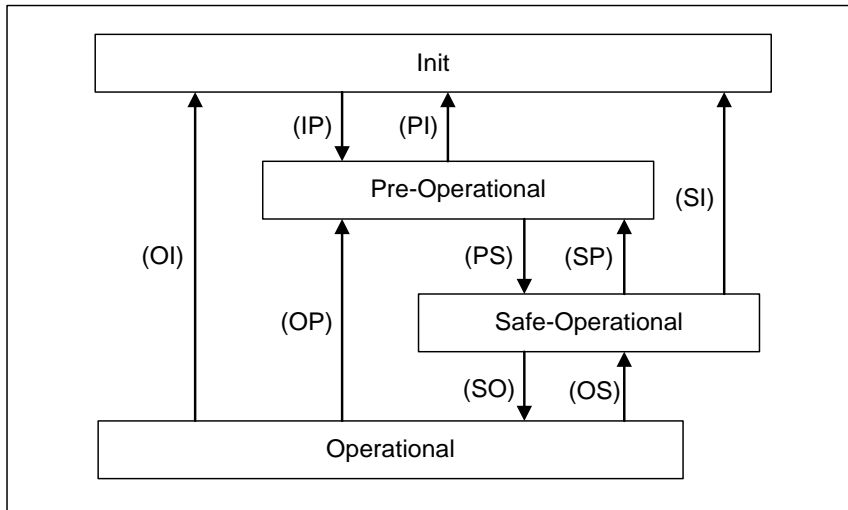 Init
(IP)
(PI)
Pre-Operational
(SI)
(OI)
(PS)
(SP)
(OP)
Safe-Operational
(SO)
(OS)
Operational